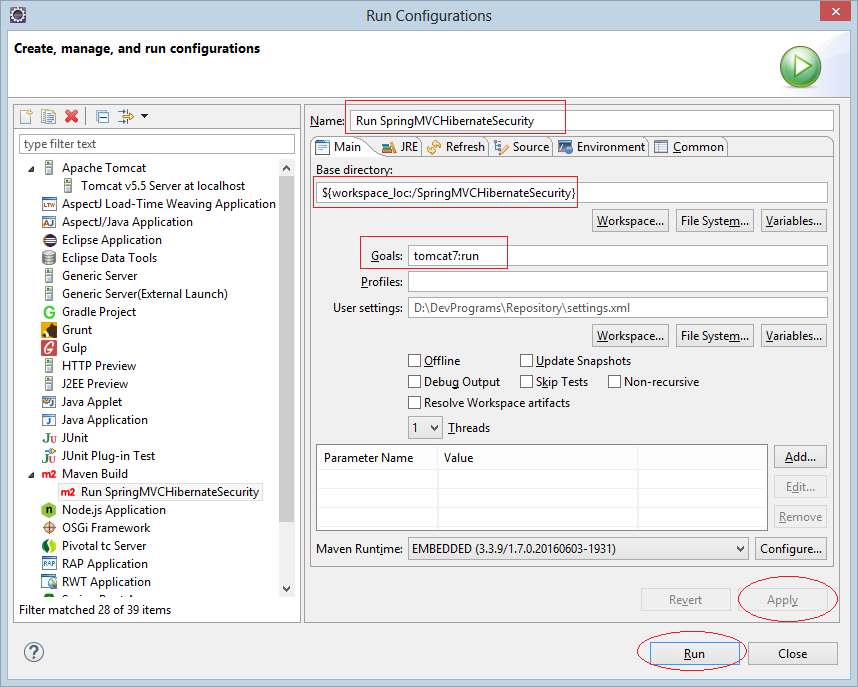 Run Configurations
Create, manage, and run configurations
type filter text
Apache Tomcat
Tomcat v5.5 Server at localhost
LTW AspectJ Load-Time Weaving Application
AJ AspectJ/Java Application
Eclipse Application
Eclipse Data Tools
Generic Server
Generic Server(External Launch)
Gradle Project
Grunt
Gulp
HTTP Preview
J2EE Preview
Java Applet
Java Application
JU JUnit
JU JUnit Plug-in Test
m2 Maven Build
m2 Run SpringMVCHibernateSecurity
n Node.js Application
OSGi Framework
Pivotal tc Server
RAP RAP Application
RWT Application
Filter matched 28 of 39 items
Name: Run SpringMVCHibernateSecurity
Main JRE Refresh Source Environment Common
Base directory:
${workspace_loc:/SpringMVCHibernateSecurity}
Workspace... File System... Variables...
Goals: tomcat7:run
Profiles:
User settings: D:\DevPrograms\Repository\settings.xml
Workspace... File System... Variables...
Offline Update Snapshots
Debug Output Skip Tests Non-recursive
Resolve Workspace artifacts
1 Threads
Parameter Name Value
Add...
Edit...
Remove
Maven Runtime: EMBEDDED (3.3.9/1.7.0.20160603-1931) Configure...
Revert Apply
? Run Close